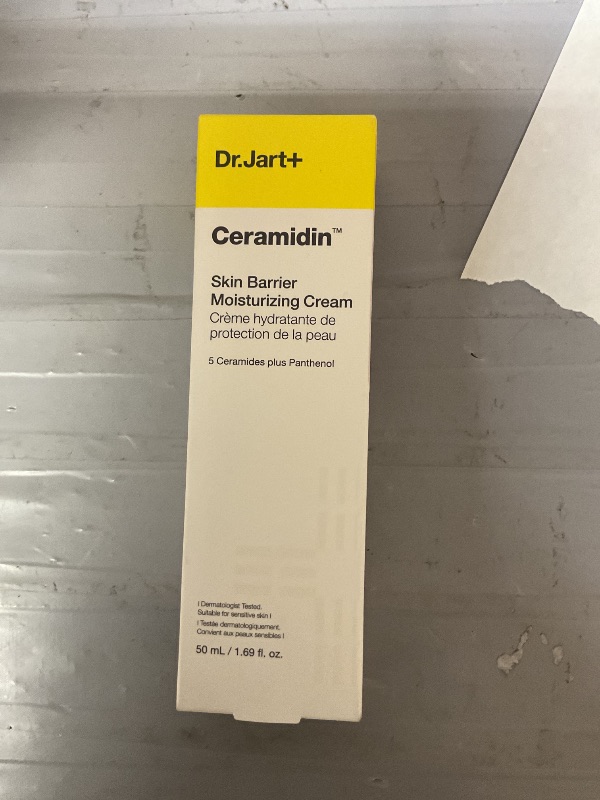 Dr.Jart+
Ceramidin™
Skin Barrier
Moisturizing Cream
Crème hydratante de
protection de la peau
5 Ceramides plus Panthenol
l Dermatologist Tested.
Suitable for sensitive skin l
l Testée dermatologiquement.
Convient aux peaux sensibles l
50 mL / 1.69 fl. oz.